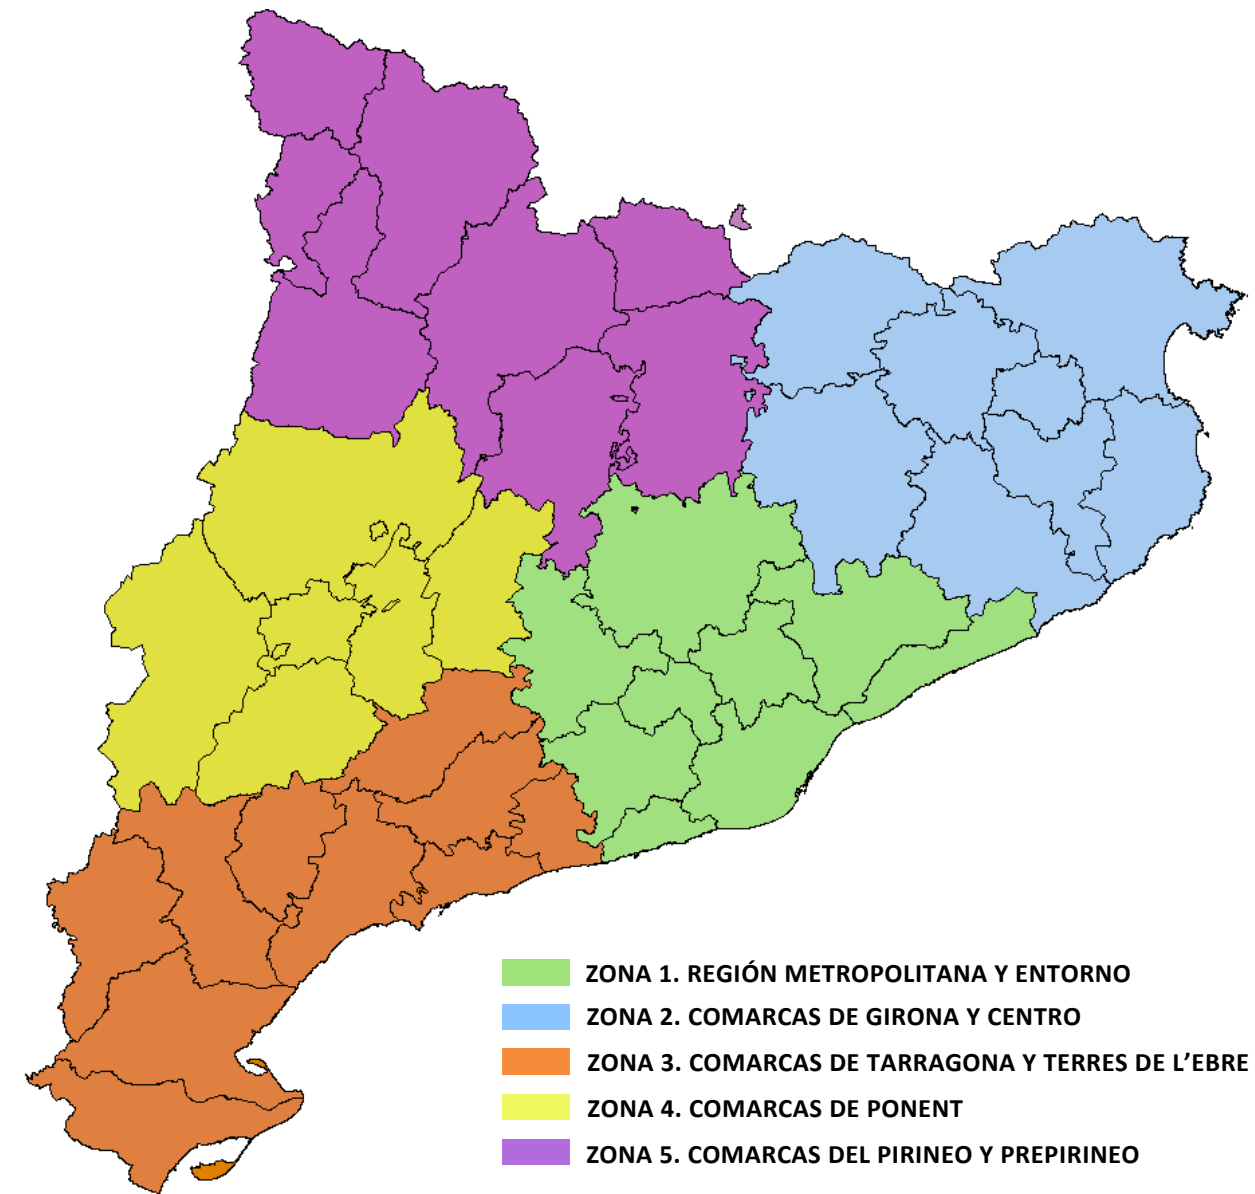 ZONA 1. REGIÓN METROPOLITANA Y ENTORNO
ZONA 2. COMARCAS DE GIRONA Y CENTRO
ZONA 3. COMARCAS DE TARRAGONA Y TERRES DE L’EBRE
ZONA 4. COMARCAS DE PONENT
ZONA 5. COMARCAS DEL PIRINEO Y PREPIRINEO